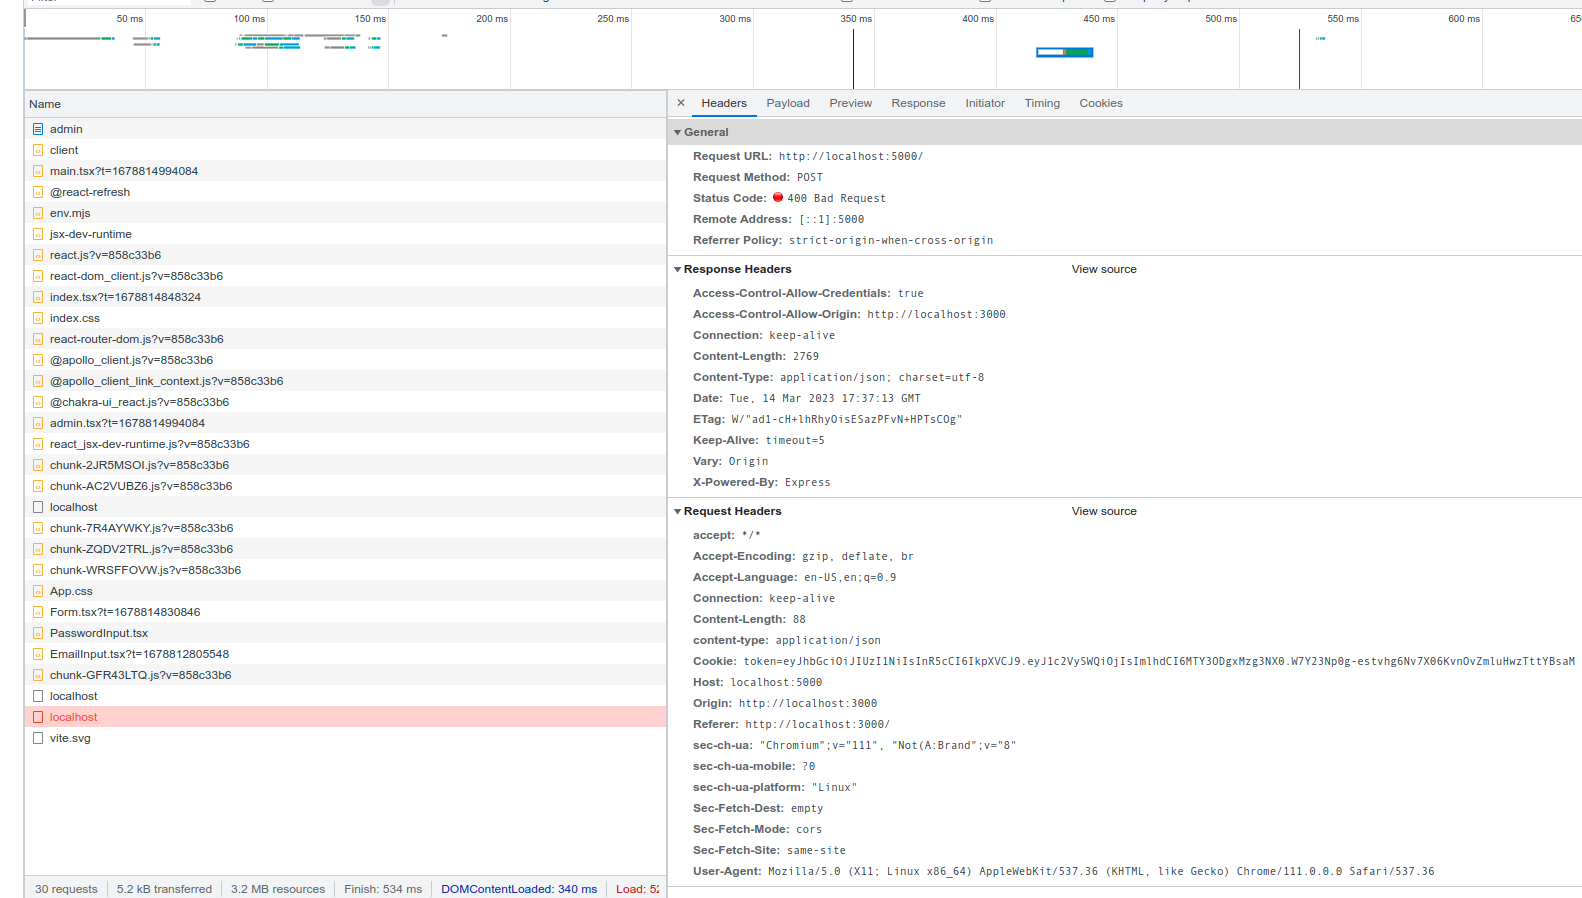 50 ms 100 ms 150 ms 200 ms 250 ms 300 ms 350 ms 400 ms 450 ms 500 ms 550 ms 600 ms
Name
admin
client
main.tsx?t=1678814994084
@react-refresh
env.mjs
jsx-dev-runtime
react.js?v=858c33b6
react-dom_client.js?v=858c33b6
index.tsx?t=1678814848324
index.css
react-router-dom.js?v=858c33b6
@apollo_client.js?v=858c33b6
@apollo_client_link_context.js?v=858c33b6
@chakra-ui_react.js?v=858c33b6
admin.tsx?t=1678814994084
react_jsx-dev-runtime.js?v=858c33b6
chunk-2JR5MSOI.js?v=858c33b6
chunk-AC2VUBZ6.js?v=858c33b6
localhost
chunk-7R4AYWKY.js?v=858c33b6
chunk-ZQDV2TRL.js?v=858c33b6
chunk-WRSFFOVW.js?v=858c33b6
App.css
Form.tsx?t=1678814830846
PasswordInput.tsx
EmailInput.tsx?t=1678812805548
chunk-GFR43LTQ.js?v=858c33b6
localhost
localhost
vite.svg
30 requests 5.2 kB transferred 3.2 MB resources Finish: 534 ms DOMContentLoaded: 340 ms Load: 52
× Headers Payload Preview Response Initiator Timing Cookies
General
Request URL: http://localhost:5000/
Request Method: POST
Status Code: 400 Bad Request
Remote Address: [::1]:5000
Referrer Policy: strict-origin-when-cross-origin
Response Headers View source
Access-Control-Allow-Credentials: true
Access-Control-Allow-Origin: http://localhost:3000
Connection: keep-alive
Content-Length: 2769
Content-Type: application/json; charset=utf-8
Date: Tue, 14 Mar 2023 17:37:13 GMT
ETag: W/"ad1-cH+lhRhyOisESazPFvN+HPTsCOg"
Keep-Alive: timeout=5
Vary: Origin
X-Powered-By: Express
Request Headers View source
accept: */*
Accept-Encoding: gzip, deflate, br
Accept-Language: en-US,en;q=0.9
Connection: keep-alive
Content-Length: 88
content-type: application/json
Cookie: token=eyJhbGciOiJIUzI1NiIsInR5cCI6IkpXVCJ9.eyJ1c2VySWQiOjIsImlhdCI6MTY3ODgxMzg3NX0.W7Y23Np0g-estvhg6Nv7X06KvnOvZmluHwzTttYBsaM
Host: localhost:5000
Origin: http://localhost:3000
Referer: http://localhost:3000/
sec-ch-ua: "Chromium";v="111", "Not(A:Brand";v="8"
sec-ch-ua-mobile: ?0
sec-ch-ua-platform: "Linux"
Sec-Fetch-Dest: empty
Sec-Fetch-Mode: cors
Sec-Fetch-Site: same-site
User-Agent: Mozilla/5.0 (X11; Linux x86_64) AppleWebKit/537.36 (KHTML, like Gecko) Chrome/111.0.0.0 Safari/537.36